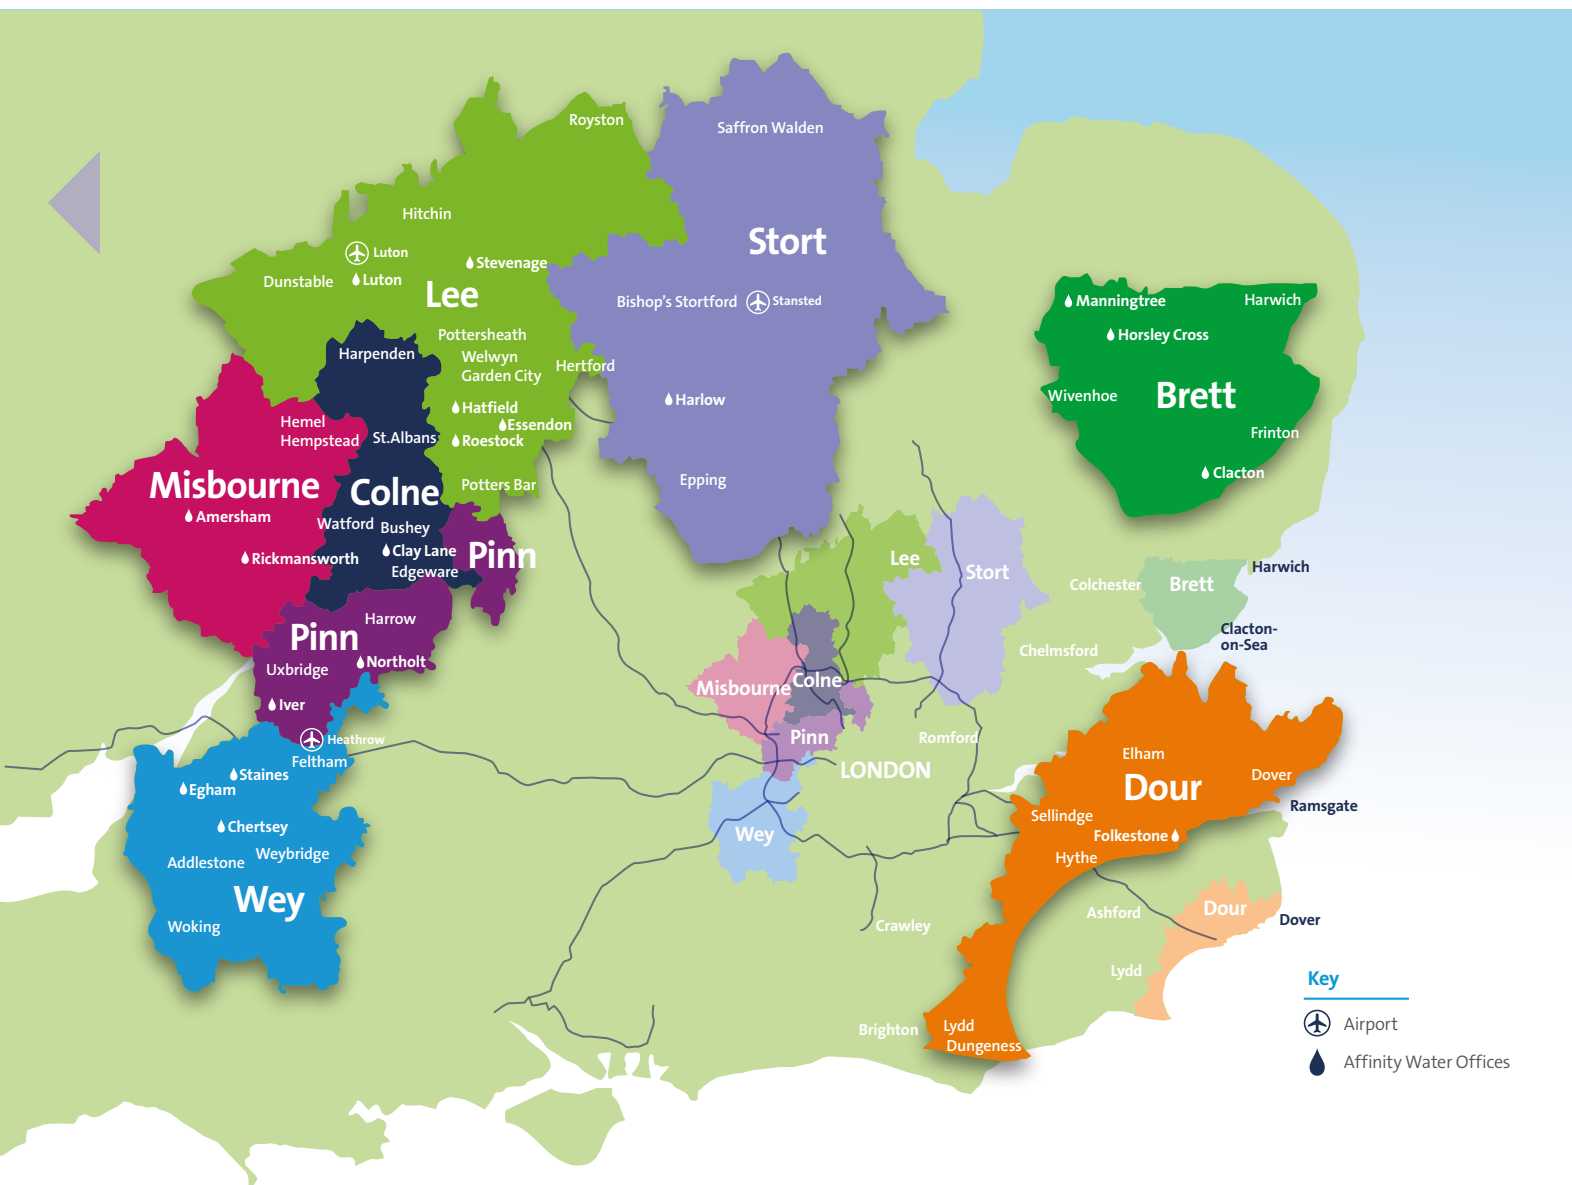 Royston
Saffron Walden
Hitchin
Luton
Luton
Dunstable
Stevenage
Lee
Stort
Bishop's Stortford
Stansted
Pottersheath
Welwyn
Garden City
Hertford
Harpenden
Hatfield
Essendon
Roestock
Potters Bar
Harlow
Epping
Hemel
Hempstead
St.Albans
Misbourne
Amersham
Rickmansworth
Colne
Watford
Bushey
Clay Lane
Edgeware
Pinn
Pinn
Harrow
Uxbridge
Northolt
Iver
Heathrow
Feltham
Staines
Egham
Chertsey
Addlestone
Weybridge
Wey
Woking
Manningtree
Harwich
Horsley Cross
Wivenhoe
Brett
Frinton
Clacton
Lee
Stort
Misbourne
Colne
Pinn
Wey
LONDON
Romford
Colchester
Brett
Harwich
Clacton-
on-Sea
Chelmsford
Elham
Dour
Dover
Ramsgate
Sellindge
Folkestone
Hythe
Ashford
Dour
Dover
Crawley
Lydd
Brighton
Lydd
Dungeness
Key
Airport
Affinity Water Offices